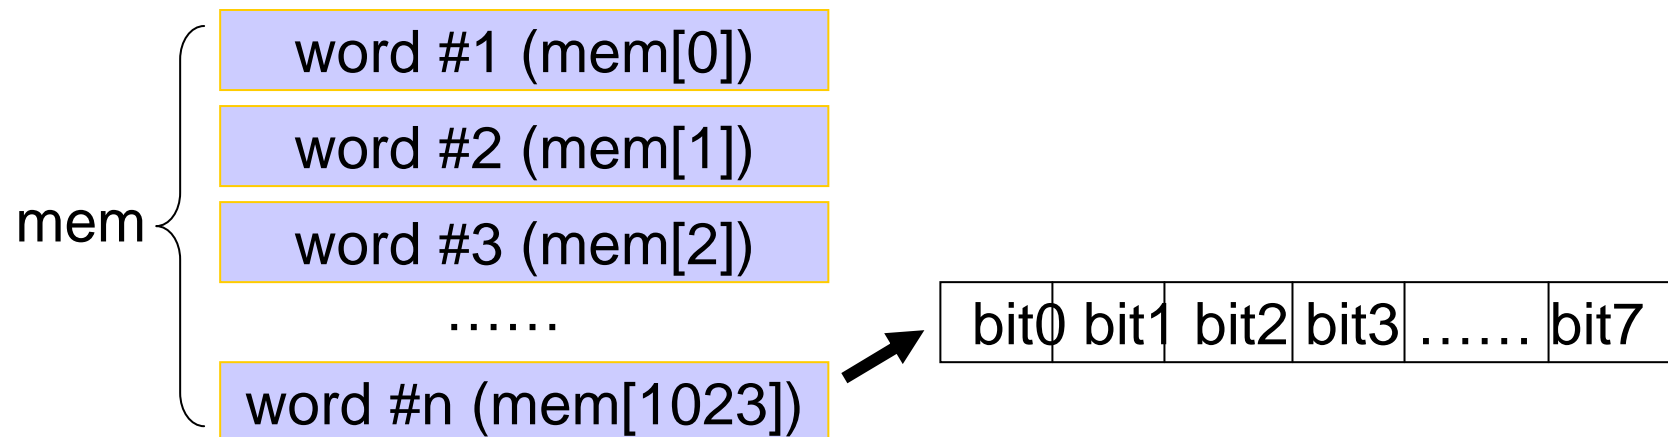 word #1 (mem[0])
word #2 (mem[1])
mem
word #3 (mem[2])
......
bit0 bit1 bit2 bit3 ...... bit7
word #n (mem[1023])